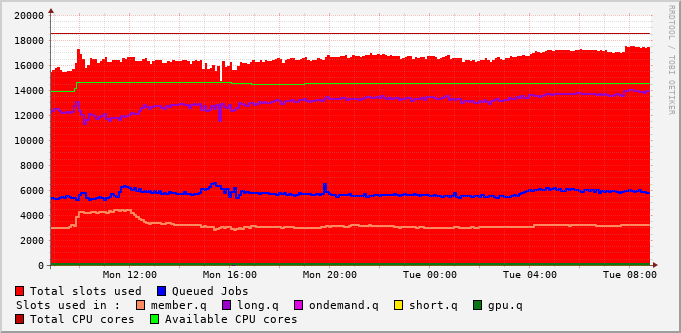 RRDTOOL / TOBI OETIKER
20000
18000
16000
14000
12000
10000
8000
6000
4000
2000
0
Mon 12:00 Mon 16:00 Mon 20:00 Tue 00:00 Tue 04:00 Tue 08:00
Total slots used Queued Jobs
Slots used in : member.q long.q ondemand.q short.q gpu.q
Total CPU cores Available CPU cores